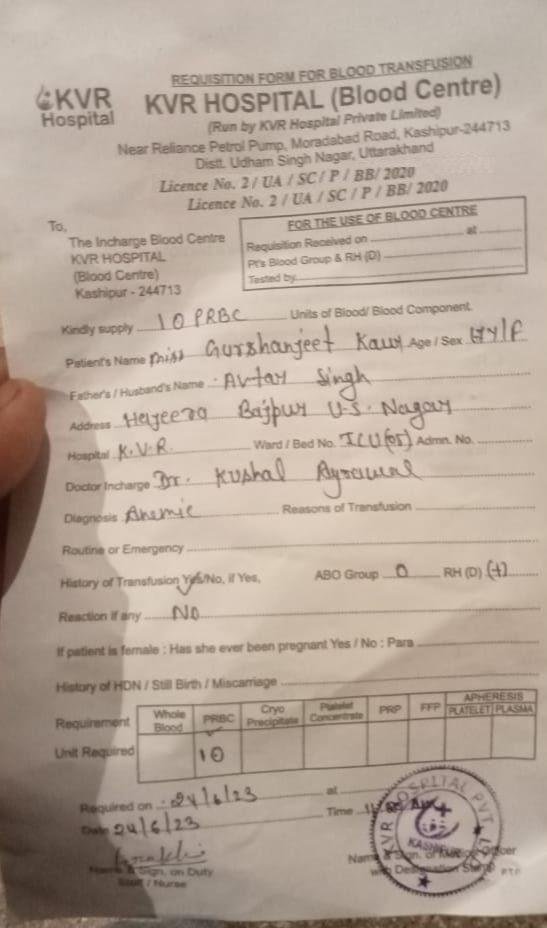 REQUISITION FORM FOR BLOOD TRANSFUSION
KVR Hospital
KVR HOSPITAL (Blood Centre)
(Run by KVR Hospital Private Limited)
Near Reliance Petrol Pump, Moradabad Road, Kashipur-244713
Distt. Udham Singh Nagar, Uttarakhand
Licence No. 2 / UA / SC / P / BB/ 2020
Licence No. 2 / UA / SC / P / BB/ 2020
To,
The Incharge Blood Centre
KVR HOSPITAL
(Blood Centre)
Kashipur - 244713
FOR THE USE OF BLOOD CENTRE
Requisition Received on at
Pt's Blood Group & RH (D)
Tested by
Kindly supply 10 PRBC Units of Blood/ Blood Component.
Patient's Name Miss Gurshanjeet Kaur Age / Sex
Father's / Husband's Name Avtar Singh
Address Bajpur U.S. Nagar
Hospital K.V.R. Ward / Bed No. ICU Admn. No.
Doctor Incharge Dr. Kushal
Diagnosis Anemic Reasons of Transfusion
Routine or Emergency
History of Transfusion Yes/No, if Yes, ABO Group O RH (D) (+)
Reaction if any No
If patient is female : Has she ever been pregnant Yes / No : Para
History of HDN / Still Birth / Miscarriage
Requirement Whole Blood PRBC Cryo Precipitate Platelet Concentrate PRP FFP APHERESIS PLATELET PLASMA
Unit Required 10
Required on 24/6/23 at
Date 24/6/23 Time
KVR HOSPITAL PVT. LTD.
KASHIPUR
Name & Sign, on Duty
Staff / Nurse
Name & Sign. of Officer
with Designation Stamp
PTO